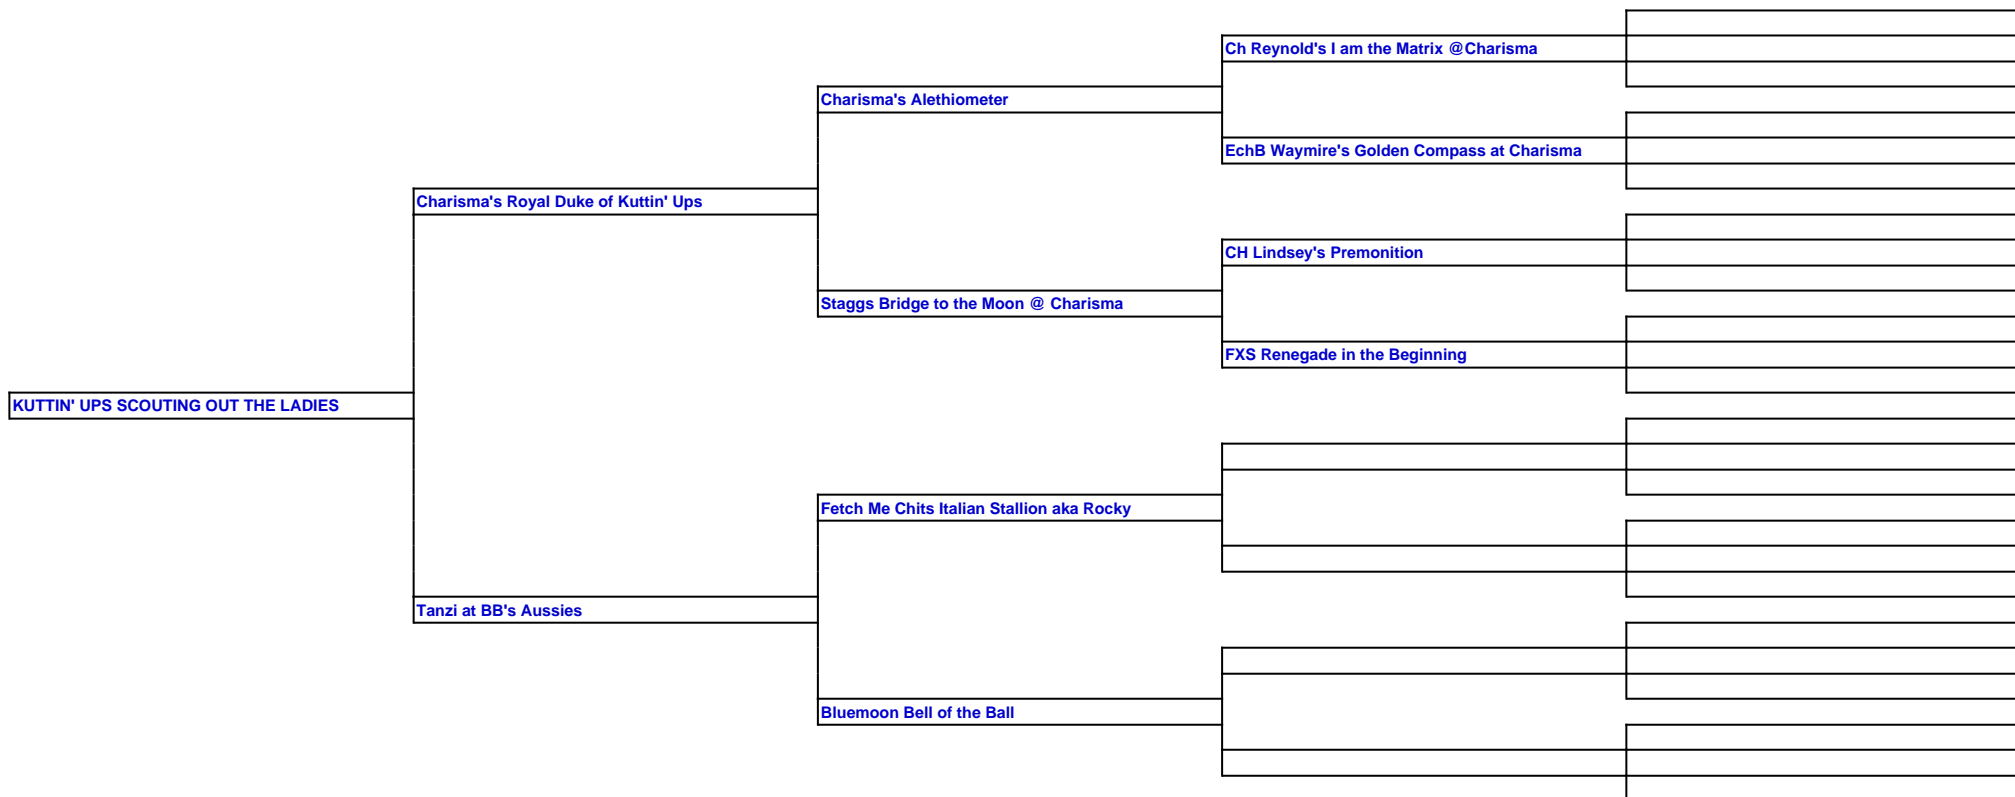 Ch Reynold's I am the Matrix @Charisma
Charisma's Alethiometer
EchB Waymire's Golden Compass at Charisma
Charisma's Royal Duke of Kuttin' Ups
CH Lindsey's Premonition
Staggs Bridge to the Moon @ Charisma
FXS Renegade in the Beginning
KUTTIN' UPS SCOUTING OUT THE LADIES
Fetch Me Chits Italian Stallion aka Rocky
Tanzi at BB's Aussies
Bluemoon Bell of the Ball